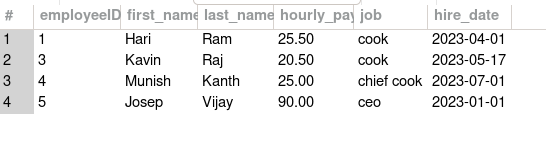 # employeeID first_name last_name hourly_pay job hire_date
1 1 Hari Ram 25.50 cook 2023-04-01
2 3 Kavin Raj 20.50 cook 2023-05-17
3 4 Munish Kanth 25.00 chief cook 2023-07-01
4 5 Josep Vijay 90.00 ceo 2023-01-01